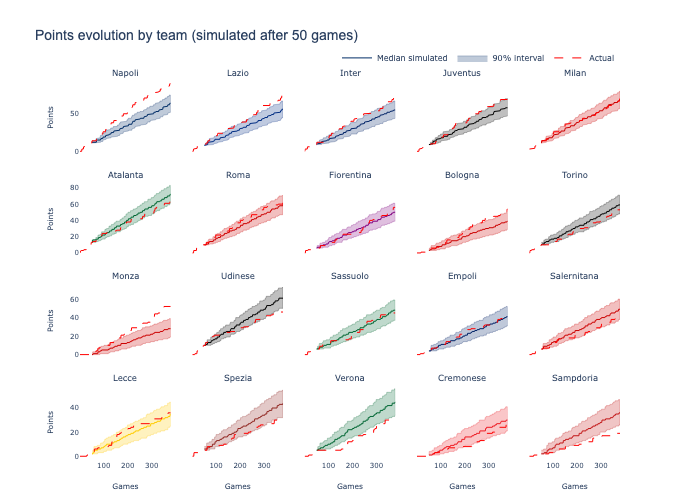 Points evolution by team (simulated after 50 games)
Median simulated 90% interval Actual
Napoli Lazio Inter Juventus Milan
Points
50
0
Atalanta Roma Fiorentina Bologna Torino
Points
80
60
40
20
0
Monza Udinese Sassuolo Empoli Salernitana
Points
60
40
20
0
Lecce Spezia Verona Cremonese Sampdoria
Points
40
20
0
100 200 300 100 200 300 100 200 300 100 200 300 100 200 300
Games Games Games Games Games